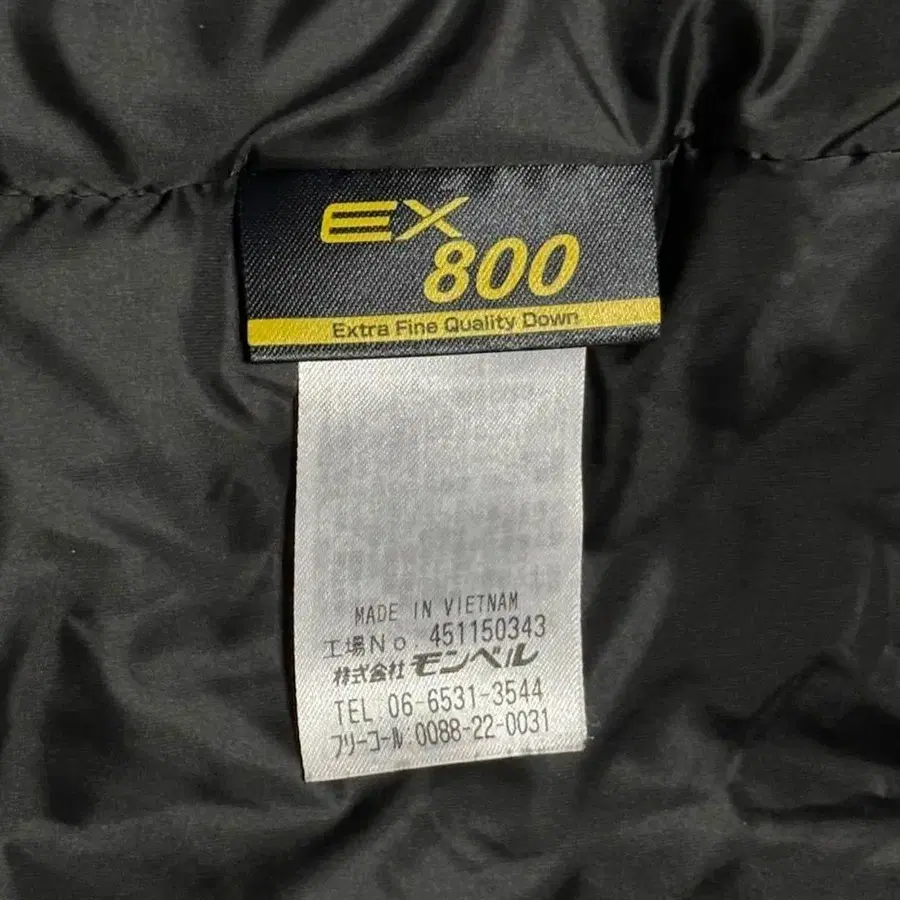 EX
800
Extra Fine Quality Down
MADE IN VIETNAM
工場No. 451150343
株式会社 モンベル
TEL.06-6531-3544
フリーコール:0088-22-0031